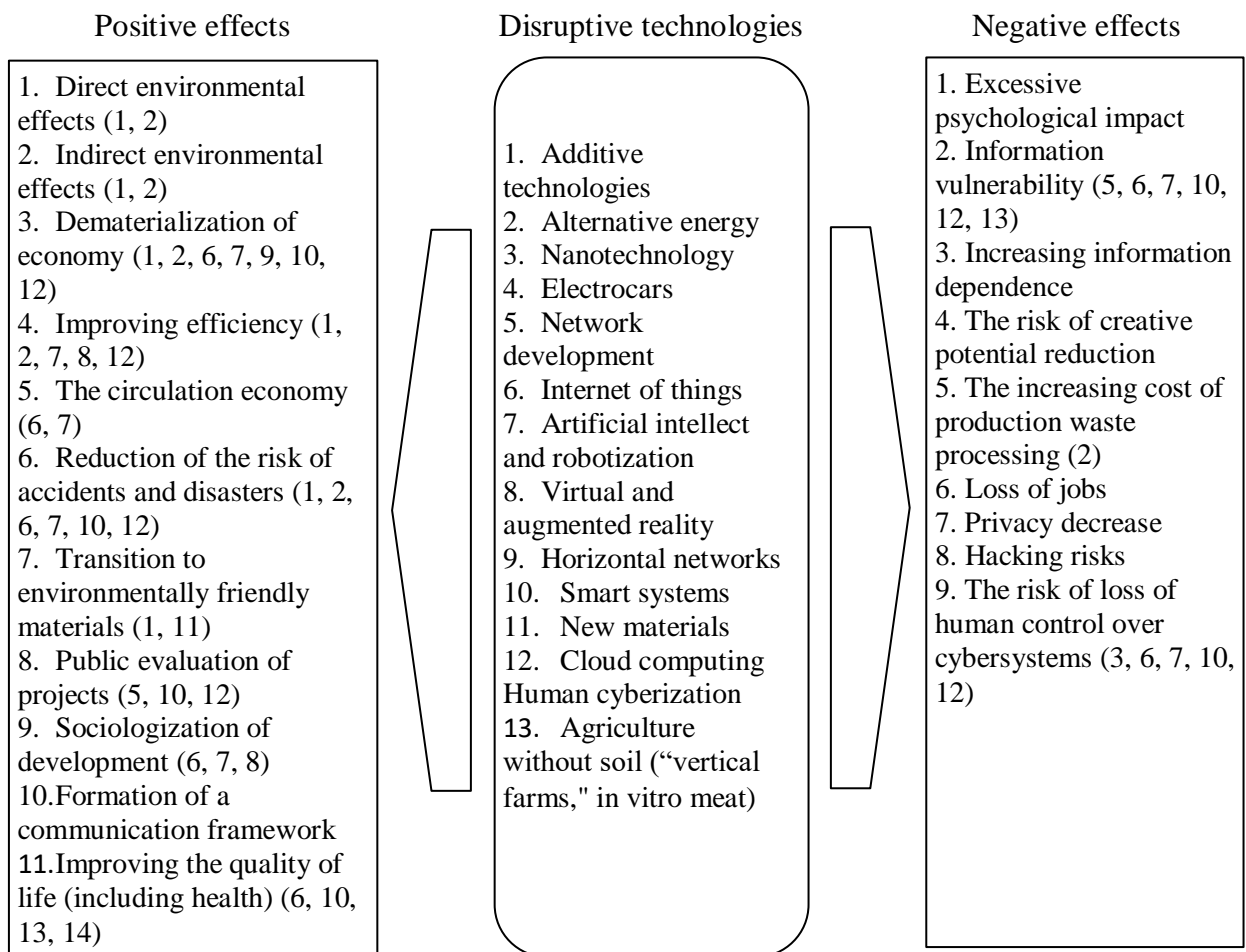 Positive effects
Disruptive technologies
Negative effects
1. Direct environmental
effects (1, 2)
2. Indirect environmental
effects (1, 2)
3. Dematerialization of
economy (1, 2, 6, 7, 9, 10,
12)
4. Improving efficiency (1,
2, 7, 8, 12)
5. The circulation economy
(6, 7)
6. Reduction of the risk of
accidents and disasters (1, 2,
6, 7, 10, 12)
7. Transition to
environmentally friendly
materials (1, 11)
8. Public evaluation of
projects (5, 10, 12)
9. Sociologization of
development (6, 7, 8)
10.Formation of a
communication framework
11.Improving the quality of
life (including health) (6, 10,
13, 14)
1. Additive
technologies
2. Alternative energy
3. Nanotechnology
4. Electrocars
5. Network
development
6. Internet of things
7. Artificial intellect
and robotization
8. Virtual and
augmented reality
9. Horizontal networks
10. Smart systems
11. New materials
12. Cloud computing
Human cyberization
13. Agriculture
without soil (“vertical
farms," in vitro meat)
1. Excessive
psychological impact
2. Information
vulnerability (5, 6, 7, 10,
12, 13)
3. Increasing information
dependence
4. The risk of creative
potential reduction
5. The increasing cost of
production waste
processing (2)
6. Loss of jobs
7. Privacy decrease
8. Hacking risks
9. The risk of loss of
human control over
cybersystems (3, 6, 7, 10,
12)